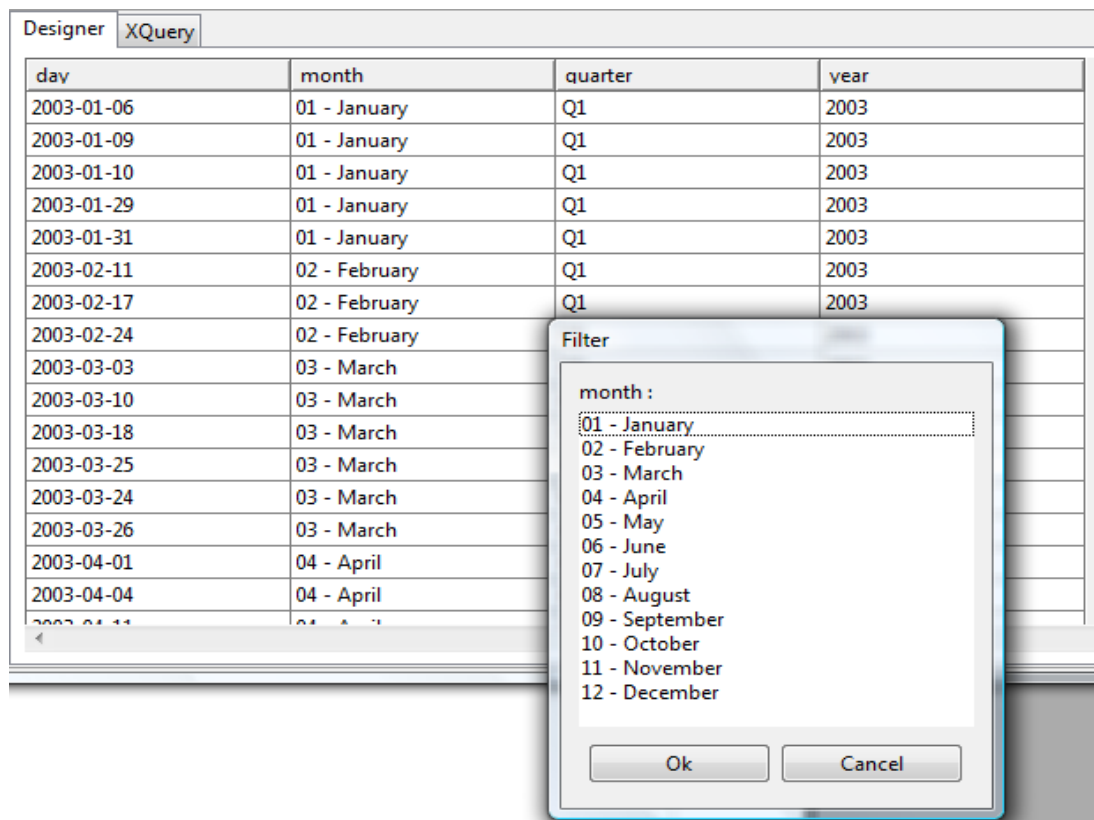 Designer XQuery
day month quarter year
2003-01-06 01 - January Q1 2003
2003-01-09 01 - January Q1 2003
2003-01-10 01 - January Q1 2003
2003-01-29 01 - January Q1 2003
2003-01-31 01 - January Q1 2003
2003-02-11 02 - February Q1 2003
2003-02-17 02 - February Q1 2003
2003-02-24 02 - February
2003-03-03 03 - March
2003-03-10 03 - March
2003-03-18 03 - March
2003-03-25 03 - March
2003-03-24 03 - March
2003-03-26 03 - March
2003-04-01 04 - April
2003-04-04 04 - April
Filter
month :
01 - January
02 - February
03 - March
04 - April
05 - May
06 - June
07 - July
08 - August
09 - September
10 - October
11 - November
12 - December
Ok Cancel